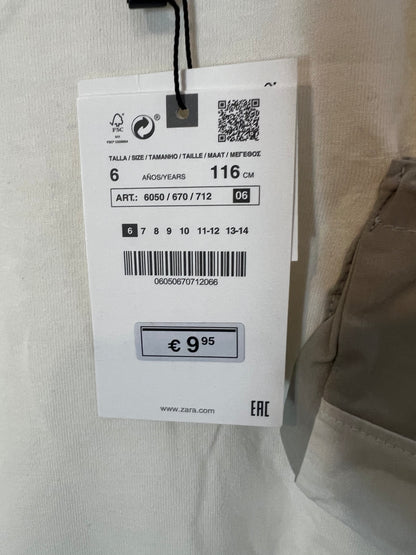 FSC
TALLA / SIZE / TAMANHO / TAILLE / MAAT / ΜΕΓΕΘΟΣ
6 AÑOS/YEARS 116 CM
ART.: 6050 / 670 / 712 06
6 7 8 9 10 11-12 13-14
06050670712066
€ 9,95
www.zara.com
EAC